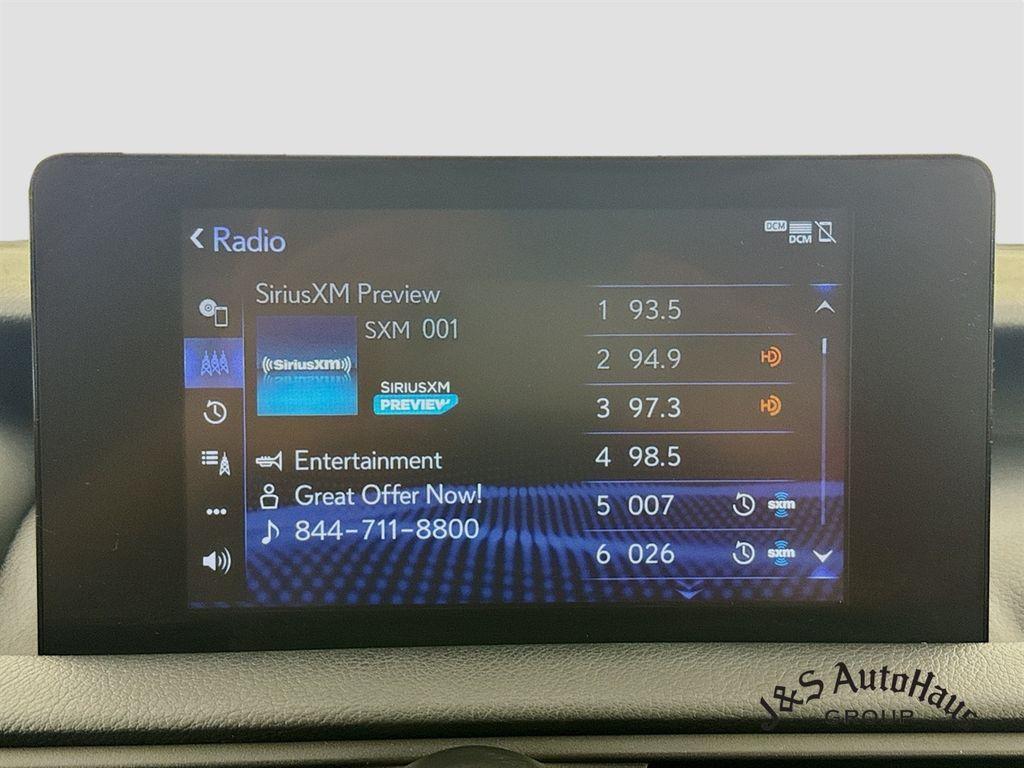 Radio
DCM
DCM
SiriusXM Preview
SXM 001
((SiriusXM))
SIRIUSXM
PREVIEW
Entertainment
Great Offer Now!
844-711-8800
1 93.5
2 94.9 HD
3 97.3 HD
4 98.5
5 007 sxm
6 026 sxm
J&S AutoHaus
GROUP